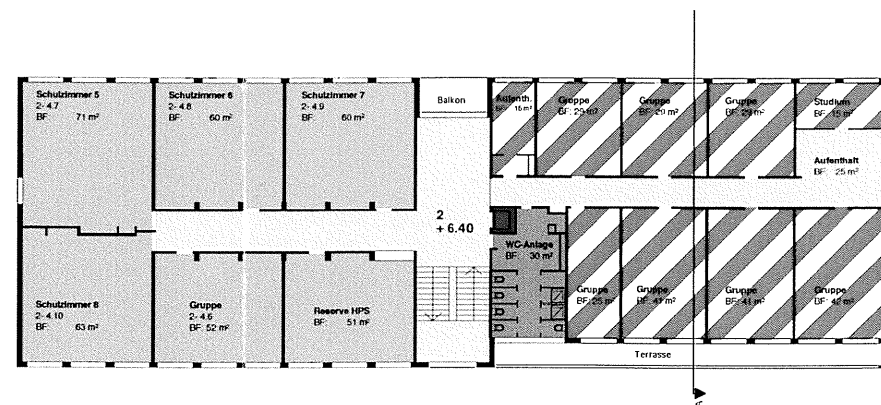 Schulzimmer 5
2- 4.7
BF: 71 m²
Schulzimmer 6
2- 4.8
BF: 60 m²
Schulzimmer 7
2- 4.9
BF: 60 m²
Balkon
Aufenth.
BF: 15 m²
Gruppe
BF: 29 m²
Gruppe
BF: 29 m²
Gruppe
BF: 29 m²
Studium
BF: 15 m²
Aufenthalt
BF: 25 m²
2
+ 6.40
WC-Anlage
BF: 30 m²
Schulzimmer 8
2- 4.10
BF: 63 m²
Gruppe
2- 4.6
BF: 52 m²
Reserve HPS
BF: 51 m²
Gruppe
BF: 25 m²
Gruppe
BF: 41 m²
Gruppe
BF: 41 m²
Gruppe
BF: 42 m²
Terrasse